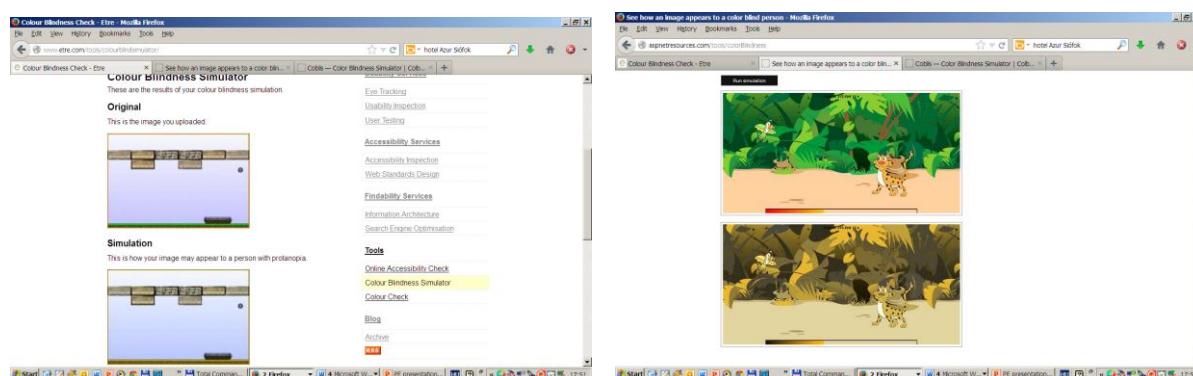 Colour Blindness Check - Etre - Mozilla Firefox
File Edit View History Bookmarks Tools Help
www.etre.com/tools/colourblindsimulator/
hotel Azur Siófok
Colour Blindness Check - Etre
See how an image appears to a color blin...
Coblis — Color Blindness Simulator | Colb...
Colour Blindness Simulator
These are the results of your colour blindness simulation.
Original
This is the image you uploaded.
Simulation
This is how your image may appear to a person with protanopia.
Usability Services
Eye Tracking
Usability Inspection
User Testing
Accessibility Services
Accessibility Inspection
Web Standards Design
Findability Services
Information Architecture
Search Engine Optimisation
Tools
Online Accessibility Check
Colour Blindness Simulator
Colour Check
Blog
Archive
RSS
Start
Total Comman...
2 Firefox
4 Microsoft W...
PE presentation...
17:51
See how an image appears to a color blind person - Mozilla Firefox
File Edit View History Bookmarks Tools Help
aspnetresources.com/tools/colorBlindness
hotel Azur Siófok
Colour Blindness Check - Etre
See how an image appears to a color blin...
Coblis — Color Blindness Simulator | Colb...
Run simulation
Start
Total Comman...
2 Firefox
4 Microsoft W...
PE presentation...